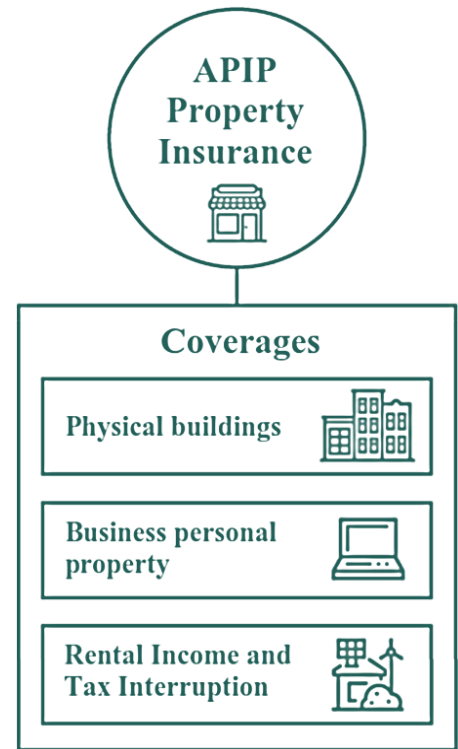 APIP
Property
Insurance
Coverages
Physical buildings
Business personal
property
Rental Income and
Tax Interruption